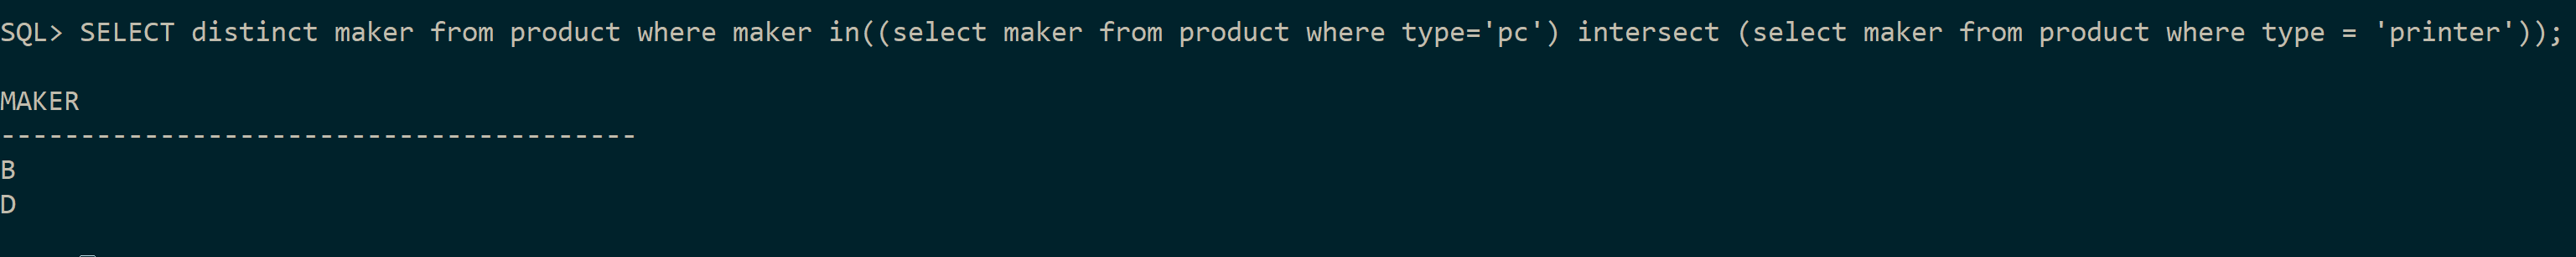 SQL> SELECT distinct maker from product where maker in((select maker from product where type='pc') intersect (select maker from product where type = 'printer'));
MAKER
----------------------------------------
B
D